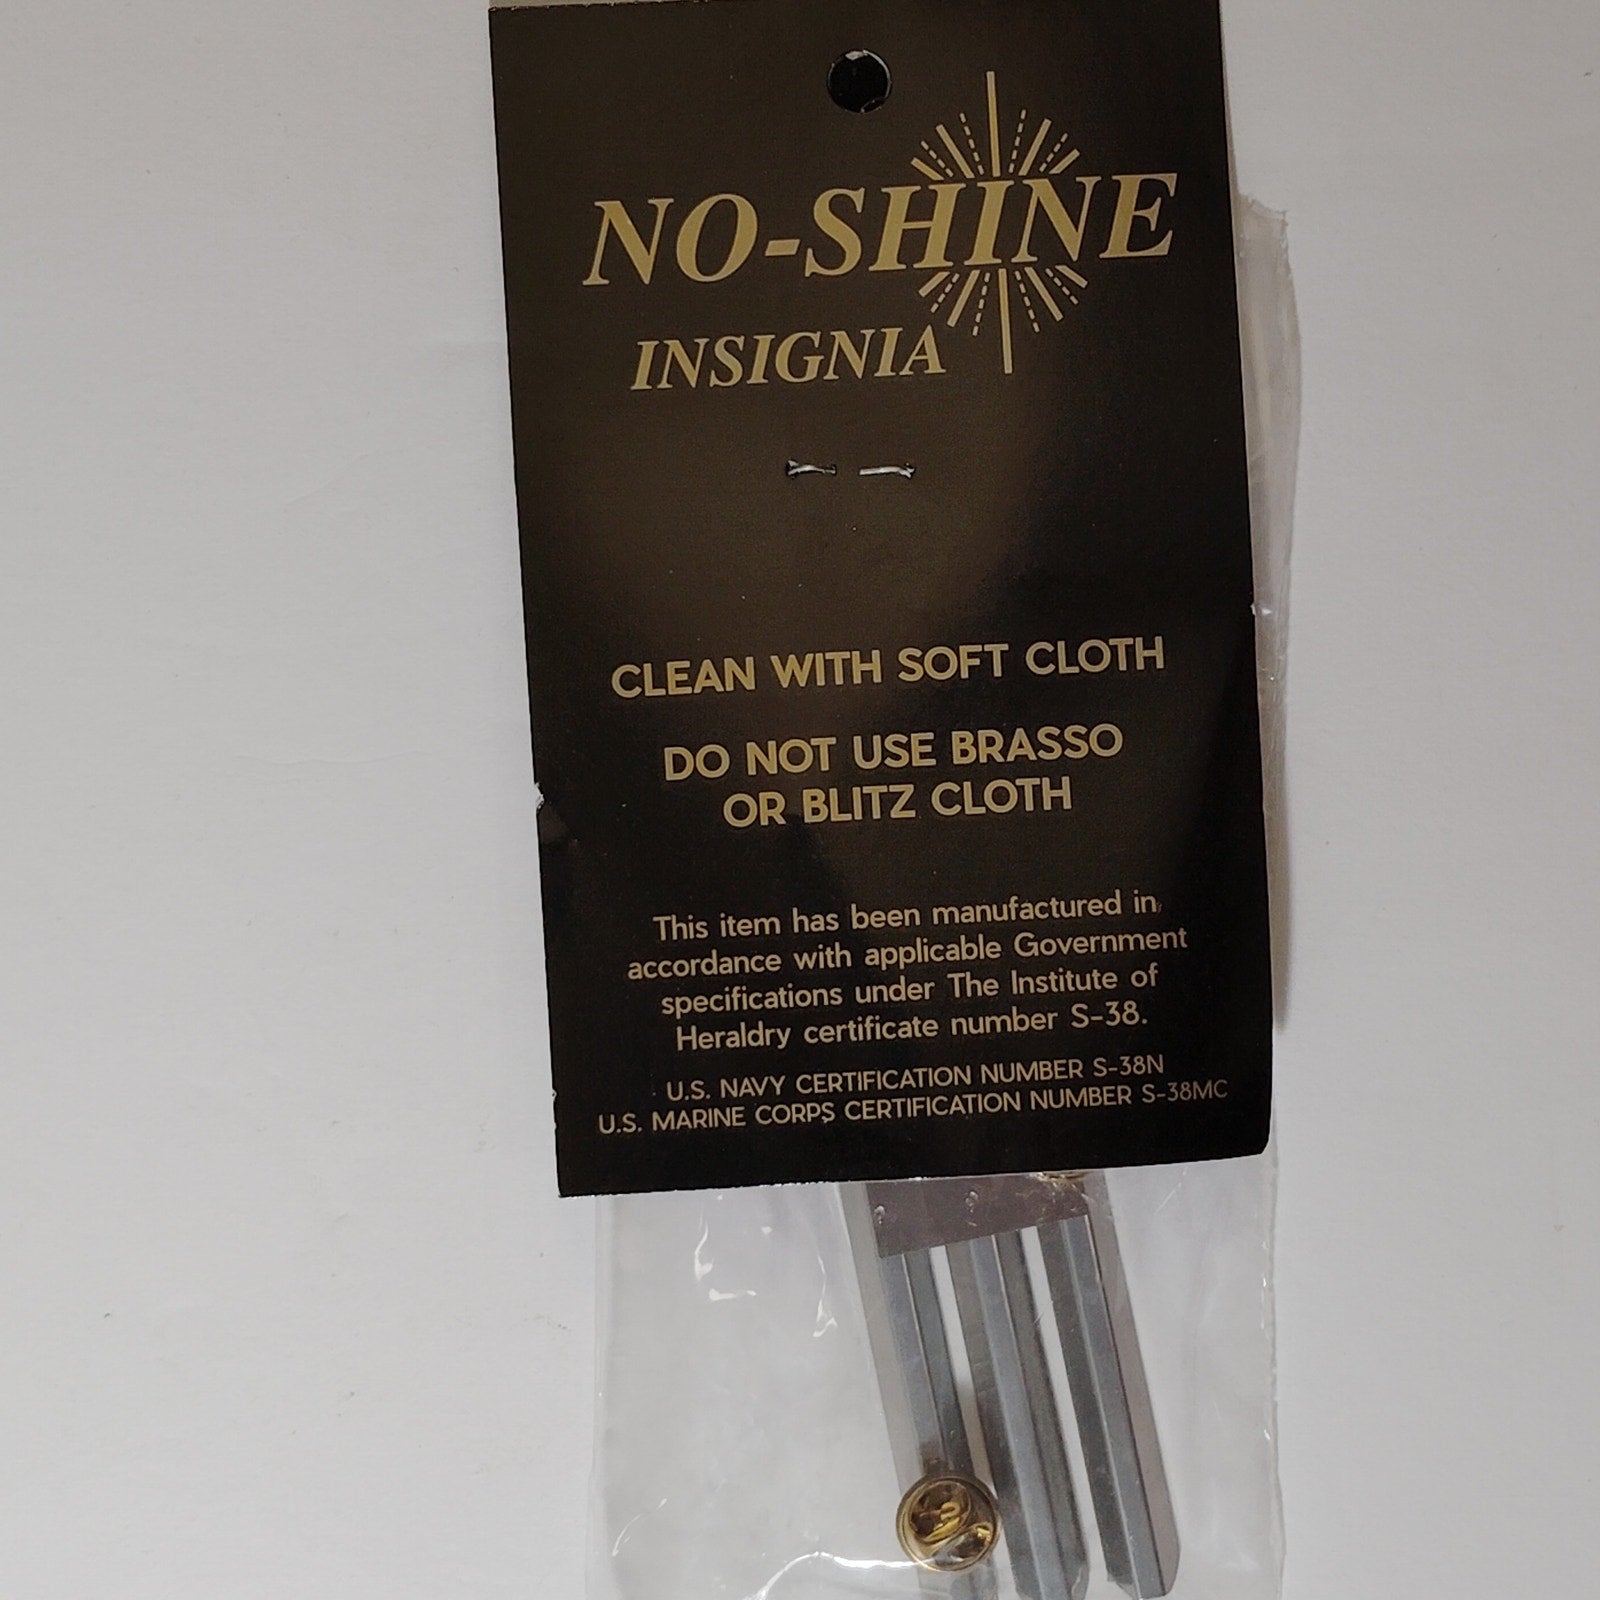 NO-SHINE
INSIGNIA
CLEAN WITH SOFT CLOTH
DO NOT USE BRASSO
OR BLITZ CLOTH
This item has been manufactured in
accordance with applicable Government
specifications under The Institute of
Heraldry certificate number S-38.
U.S. NAVY CERTIFICATION NUMBER S-38N
U.S. MARINE CORPS CERTIFICATION NUMBER S-38MC